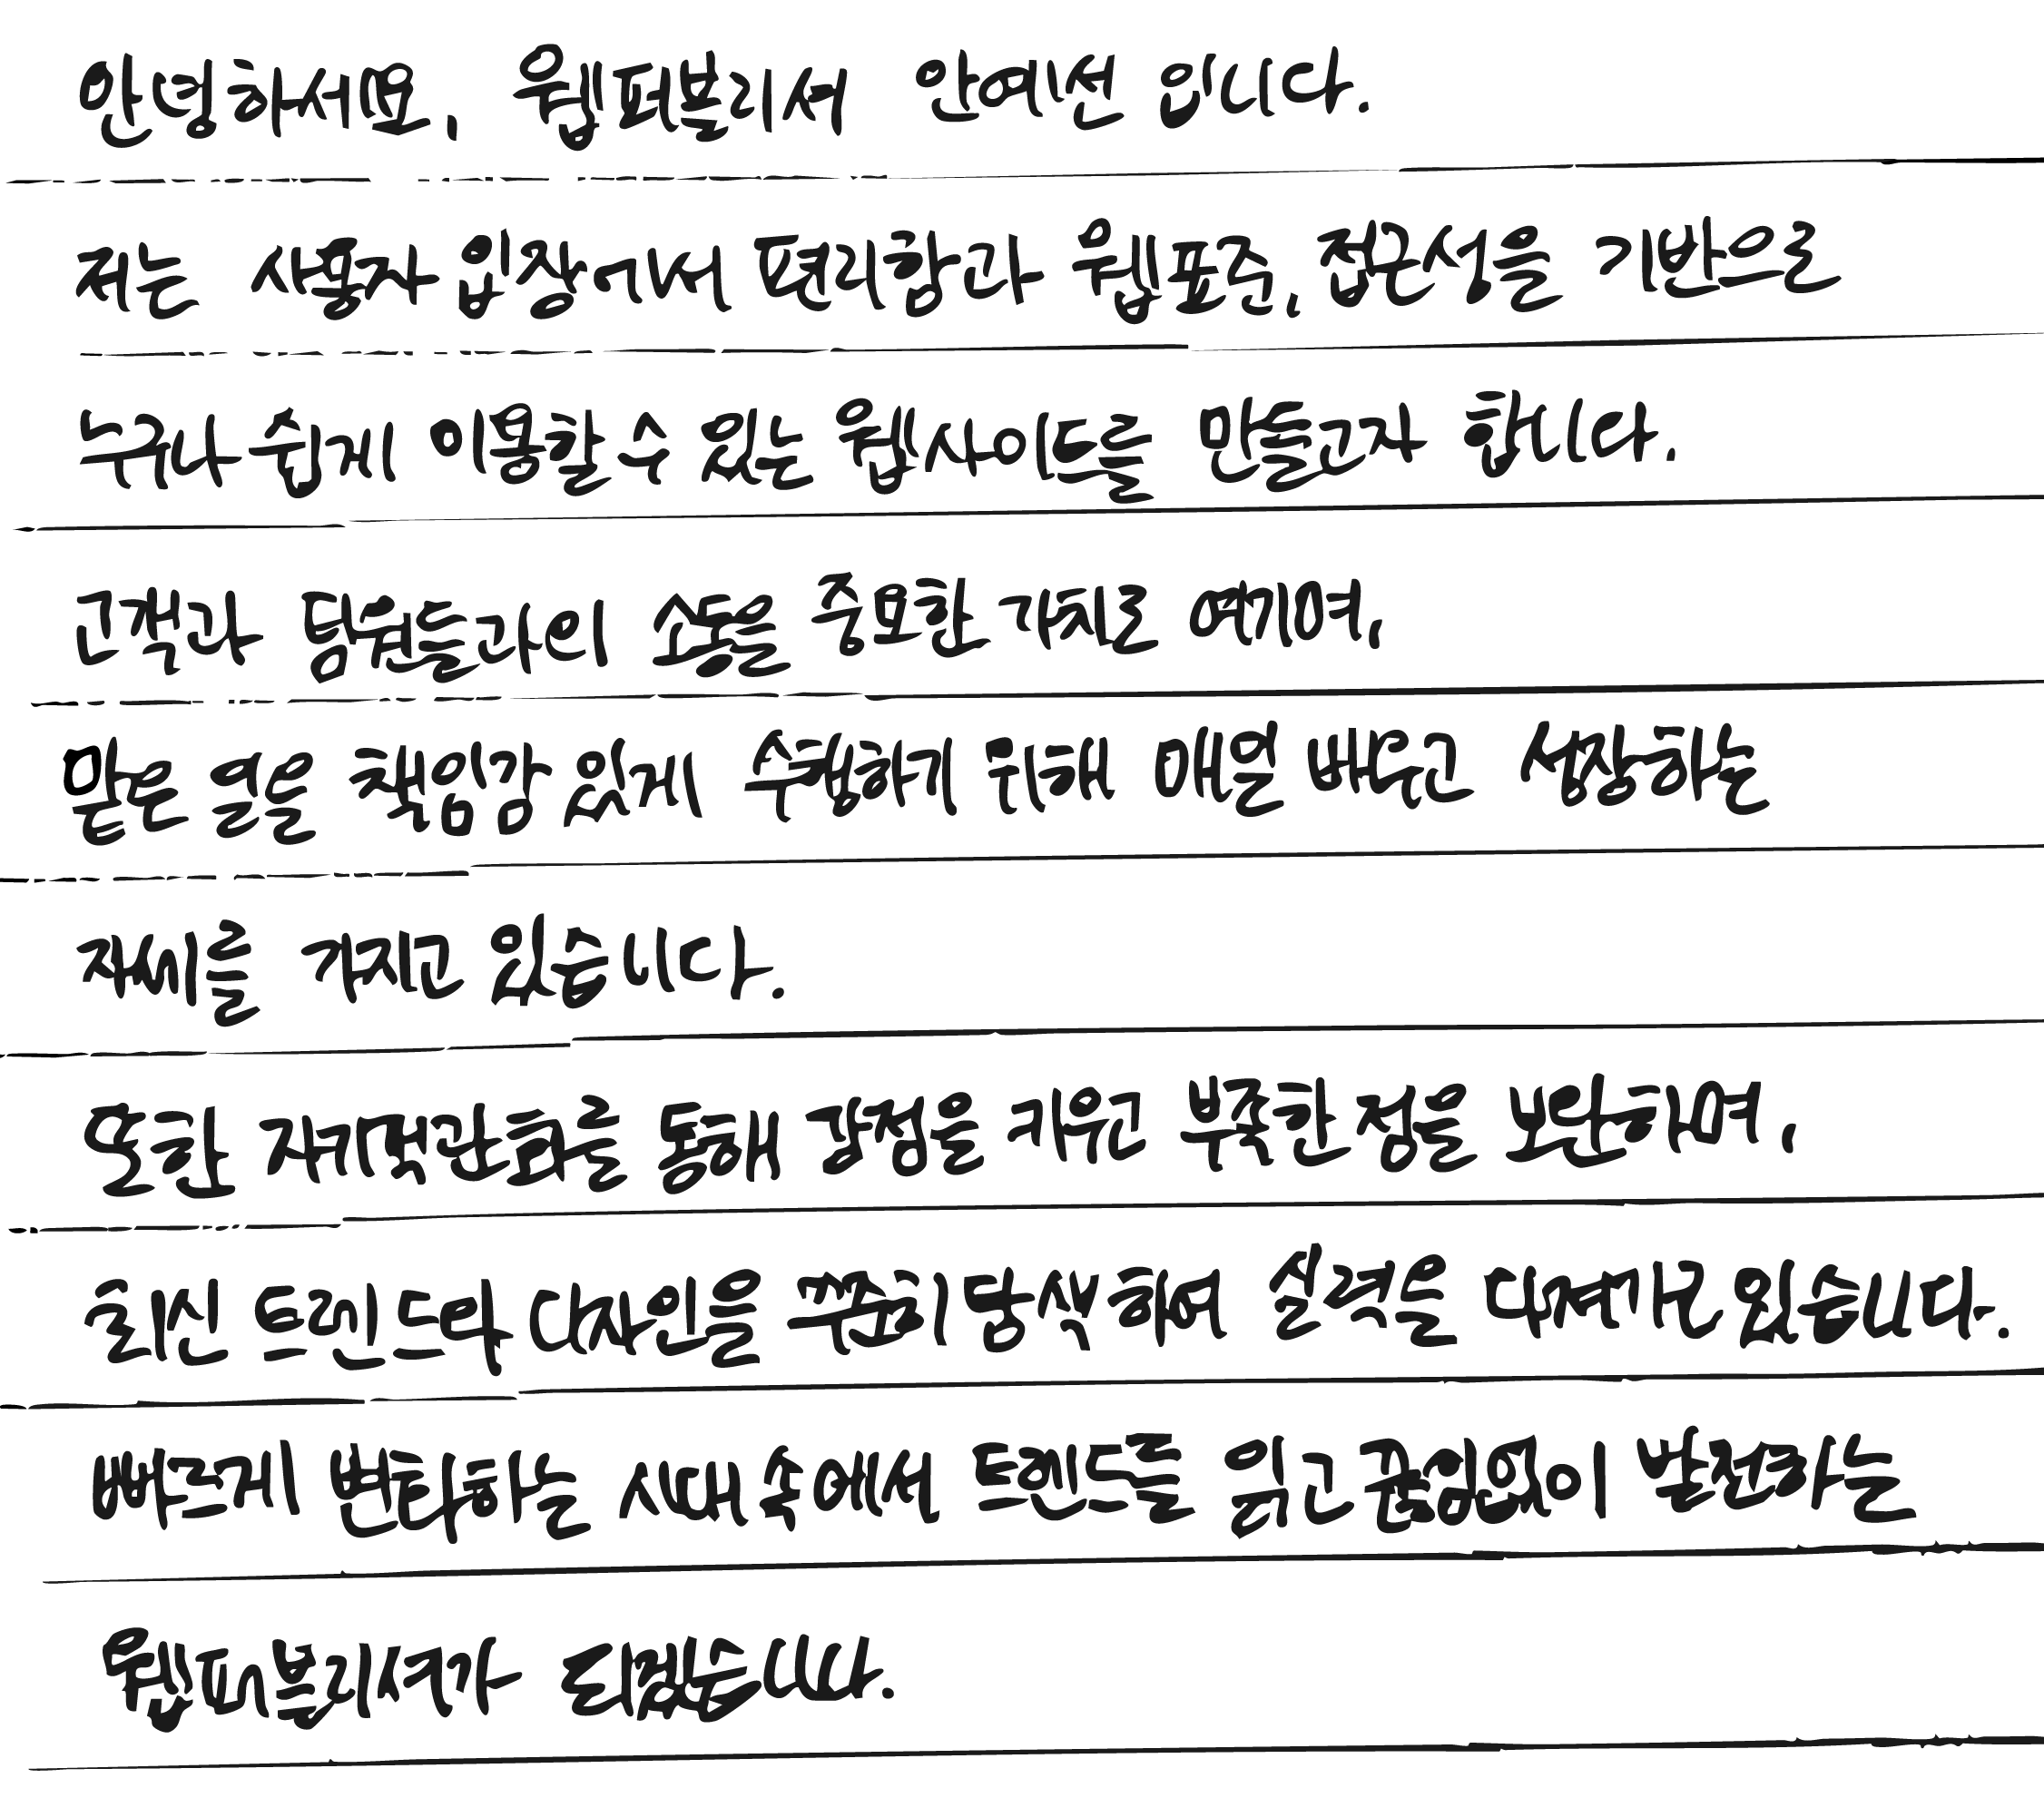 안녕하세요, 웹퍼블리셔 안예진 입니다.
저는 사용자 입장에서 편리함과 웹표준, 접근성을 기반으로
누구나 쉽게 이용할 수 있는 웹 사이트를 만들고자 합니다.
고객과 팀원들과의 소통을 중요한 가치로 여기며,
맡은 일을 책임감 있게 수행하기 위해 매일 배우고 성장하는
자세를 가지고 있습니다.
또한 자기객관화를 통해 강점을 키우고 부족한 점을 보완하며,
최신 트렌드와 디자인을 꾸준히 탐색하여 실력을 다져가고 있습니다.
빠르게 변화하는 시대 속에서 트렌드를 읽고 끊임없이 발전하는
웹퍼블리셔가 되겠습니다.